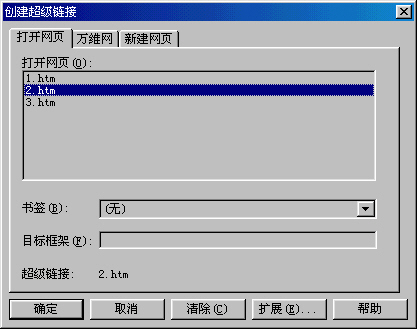 创建超级链接
打开网页 万维网 新建网页
打开网页(O):
1.htm
2.htm
3.htm
书签(B): (无)
目标框架(F):
超级链接: 2.htm
确定 取消 清除(C) 扩展(E)... 帮助